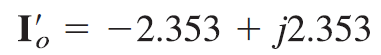 I′ₒ = −2.353 + j2.353